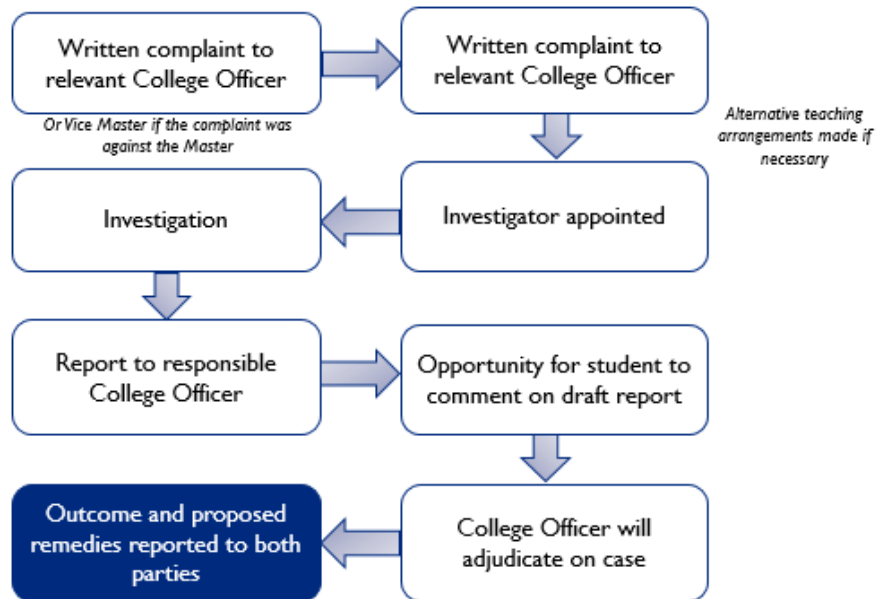 Written complaint to
relevant College Officer
Written complaint to
relevant College Officer
Or Vice Master if the complaint was
against the Master
Alternative teaching
arrangements made if
necessary
Investigator appointed
Investigation
Report to responsible
College Officer
Opportunity for student to
comment on draft report
College Officer will
adjudicate on case
Outcome and proposed
remedies reported to both
parties